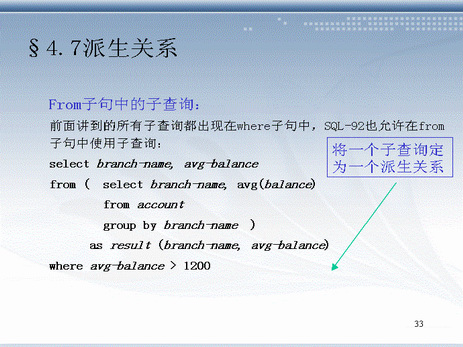 §4.7派生关系
From子句中的子查询：
前面讲到的所有子查询都出现在where子句中，SQL-92也允许在from
子句中使用子查询：
将一个子查询定
为一个派生关系
select branch-name, avg-balance
from (  select branch-name, avg(balance)
from account
group by branch-name  )
as result (branch-name, avg-balance)
where avg-balance > 1200
33